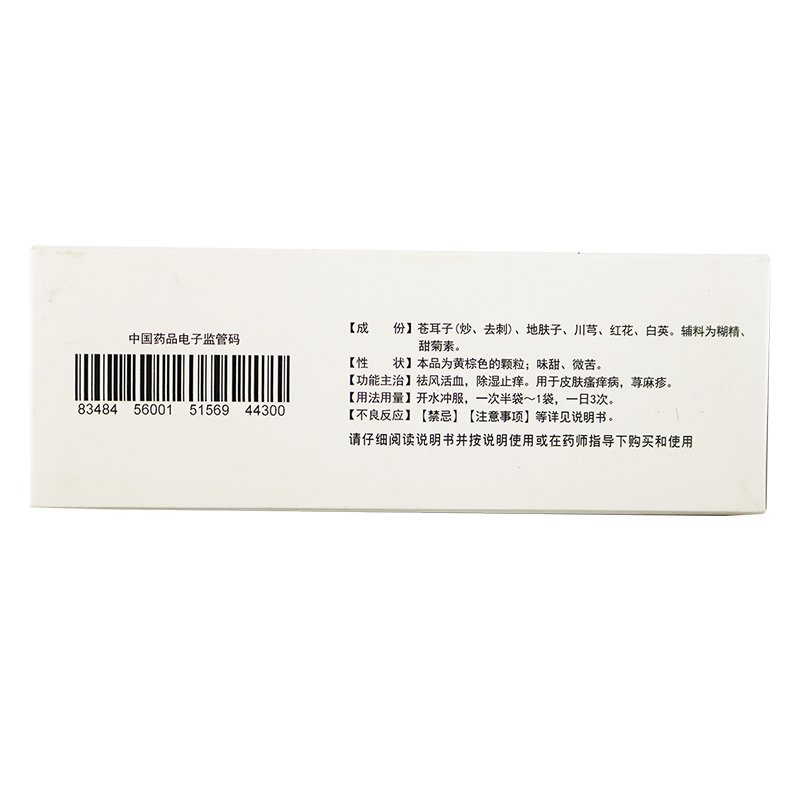 中国药品电子监管码
83484 56001 51569 44300
【成 份】苍耳子(炒、去刺)、地肤子、川芎、红花、白英。辅料为糊精、
甜菊素。
【性 状】本品为黄棕色的颗粒；味甜、微苦。
【功能主治】祛风活血，除湿止痒。用于皮肤瘙痒病，荨麻疹。
【用法用量】开水冲服，一次半袋～1袋，一日3次。
【不良反应】【禁忌】【注意事项】等详见说明书。
请仔细阅读说明书并按说明使用或在药师指导下购买和使用